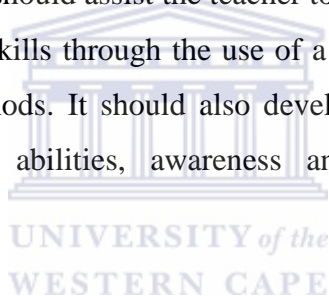 should assist the teacher to
kills through the use of a
ods. It should also devel
abilities, awareness an
UNIVERSITY of the
WESTERN CAPE